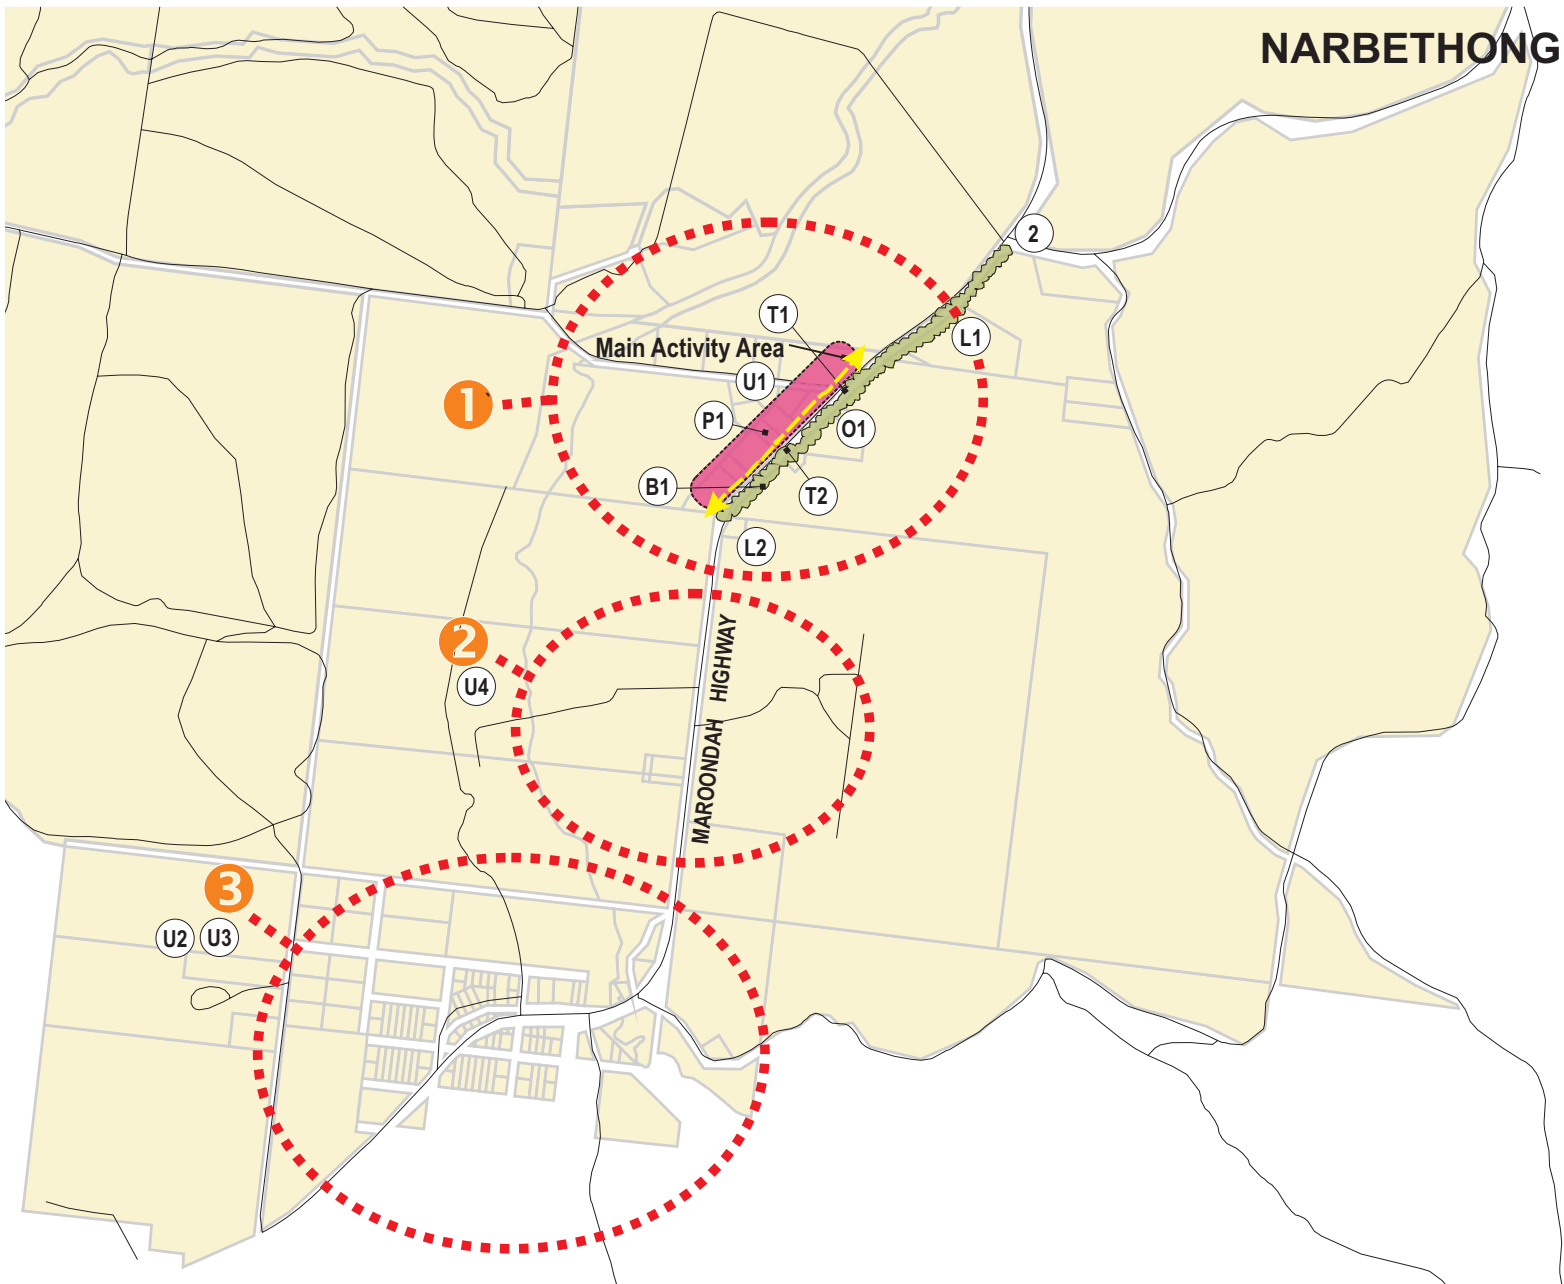 NARBETHONG
2
T1
L1
Main Activity Area
U1
1
P1
O1
B1
T2
L2
2
U4
MAROONDAH HIGHWAY
3
U2
U3